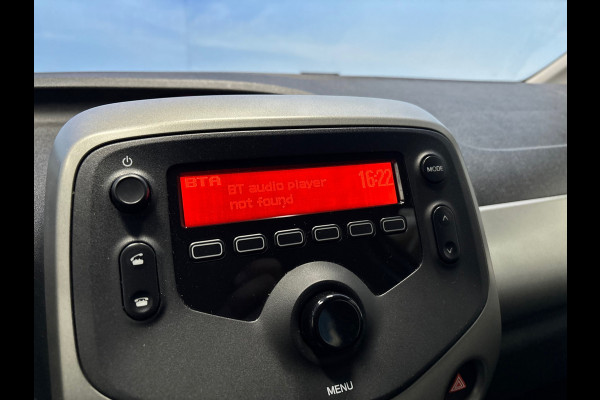 BTA BT audio player 16:22
not found
MODE
MENU